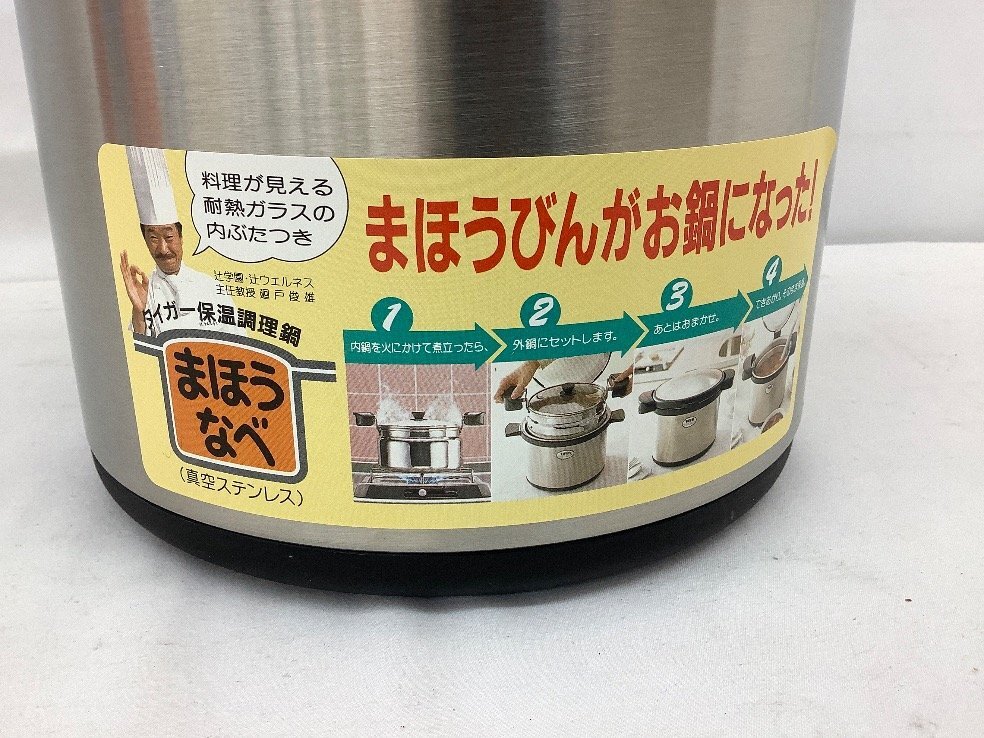 料理が見える
耐熱ガラスの
内ぶたつき
辻学園・辻ウエルネス
主任教授 廻戸俊雄
タイガー保温調理鍋
まほう
なべ
(真空ステンレス)
まほうびんがお鍋になった!
1
内鍋を火にかけて煮立ったら、
2
外鍋にセットします。
3
あとはおまかせ。
4